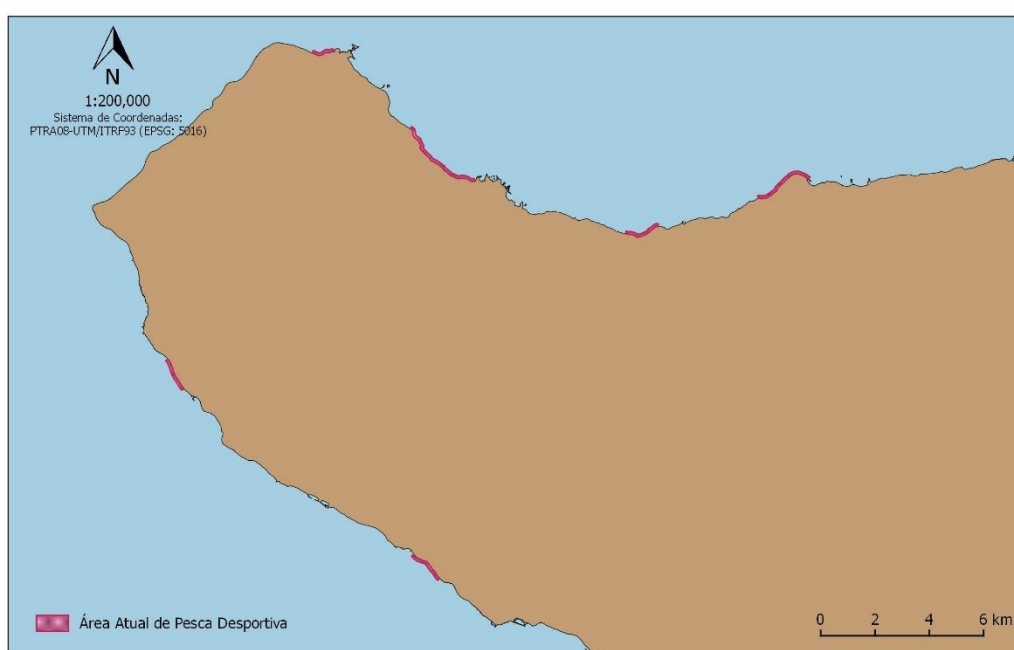 N
1:200,000
Sistema de Coordenadas:
PTRA08-UTM/ITRF93 (EPSG: 5016)
Área Atual de Pesca Desportiva
0 2 4 6 km